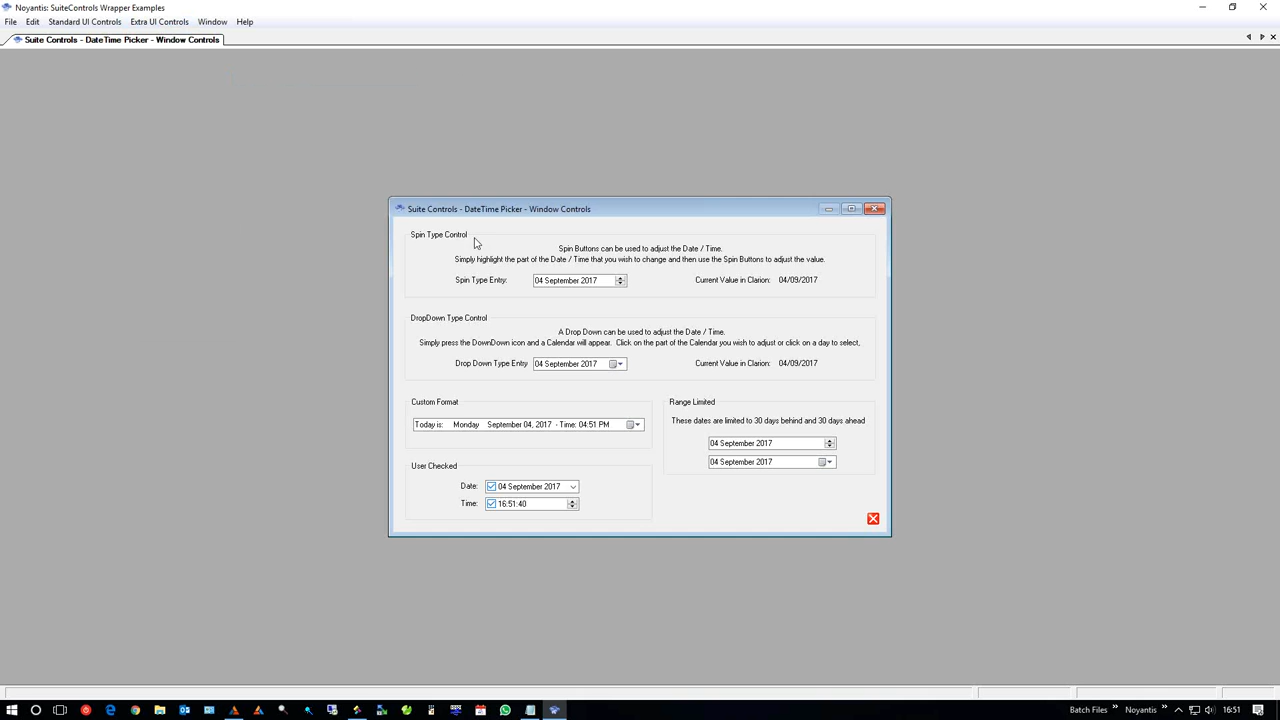 Noyantis: SuiteControls Wrapper Examples
File Edit Standard UI Controls Extra UI Controls Window Help
Suite Controls - DateTime Picker - Window Controls
Suite Controls - DateTime Picker - Window Controls
Spin Type Control
Spin Buttons can be used to adjust the Date / Time.
Simply highlight the part of the Date / Time that you wish to change and then use the Spin Buttons to adjust the value.
Spin Type Entry: 04 September 2017 Current Value in Clarion: 04/09/2017
DropDown Type Control
A Drop Down can be used to adjust the Date / Time.
Simply press the DownDown icon and a Calendar will appear. Click on the part of the Calendar you wish to adjust or click on a day to select,
Drop Down Type Entry 04 September 2017 Current Value in Clarion: 04/09/2017
Custom Format
Today is: Monday September 04, 2017 - Time: 04:51 PM
Range Limited
These dates are limited to 30 days behind and 30 days ahead
04 September 2017
04 September 2017
User Checked
Date: 04 September 2017
Time: 16:51:40
Batch Files » Noyantis » 16:51